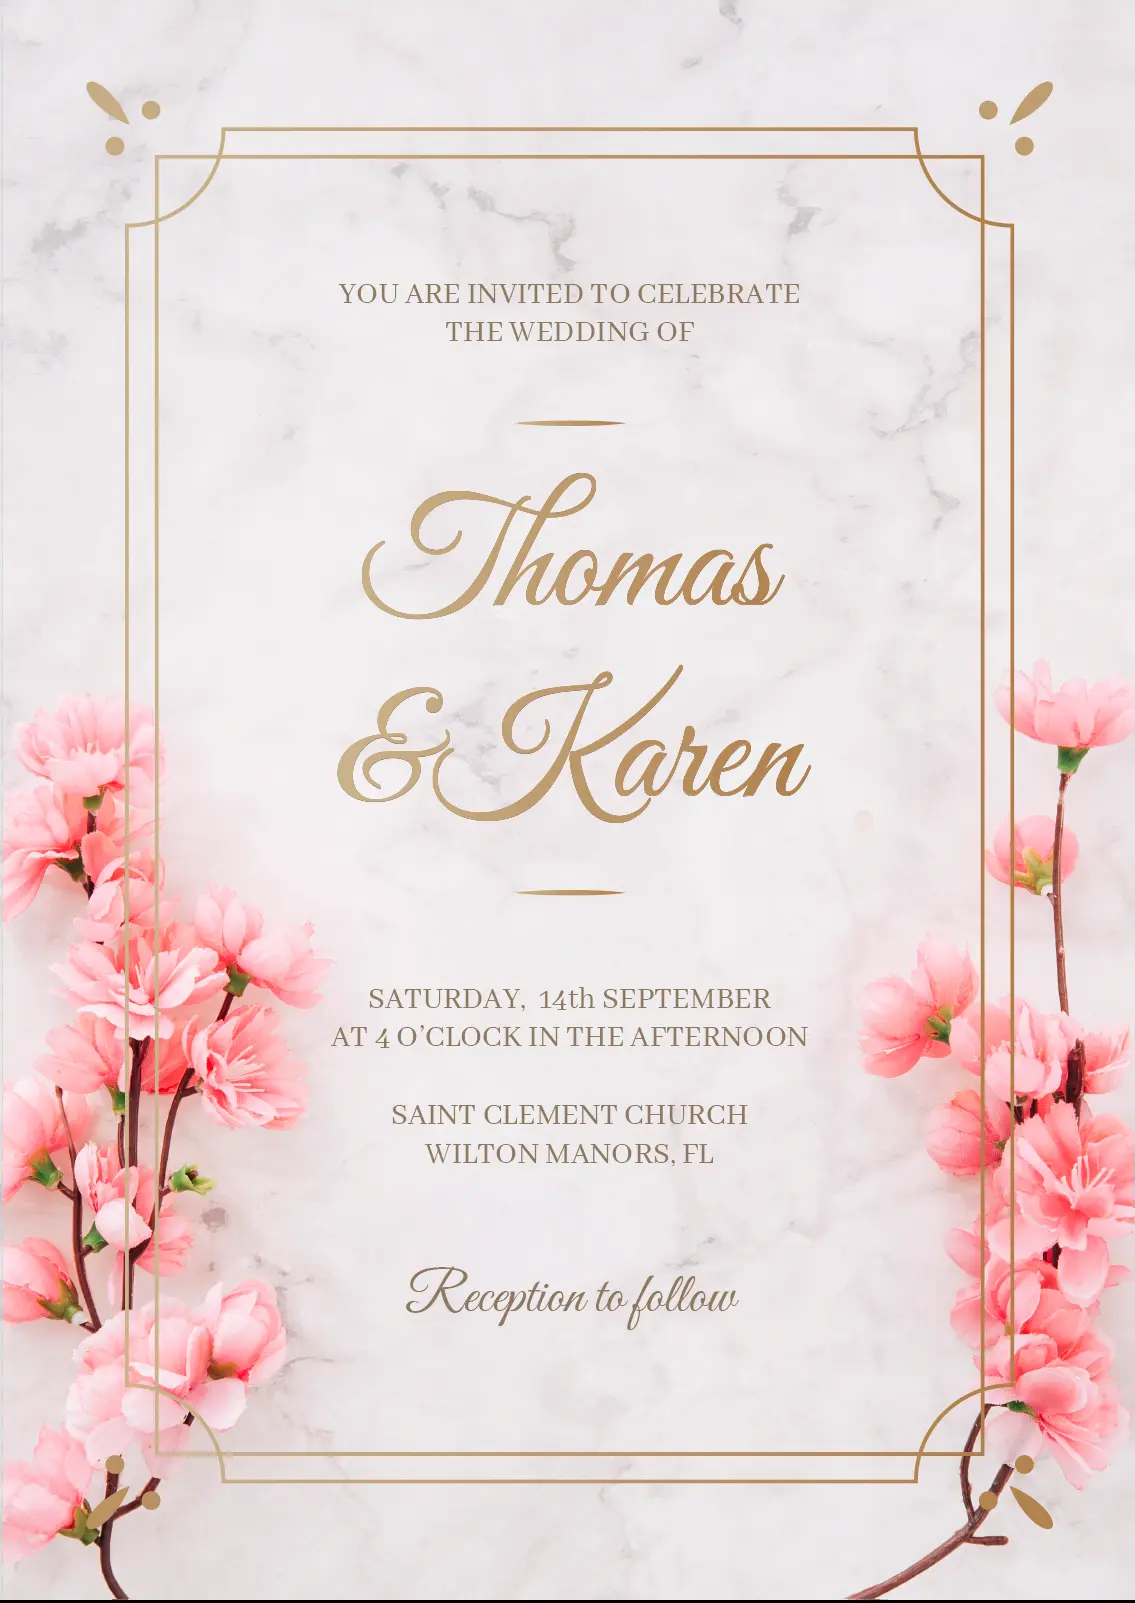 YOU ARE INVITED TO CELEBRATE
THE WEDDING OF
Thomas
& Karen
SATURDAY, 14th SEPTEMBER
AT 4 O’CLOCK IN THE AFTERNOON
SAINT CLEMENT CHURCH
WILTON MANORS, FL
Reception to follow